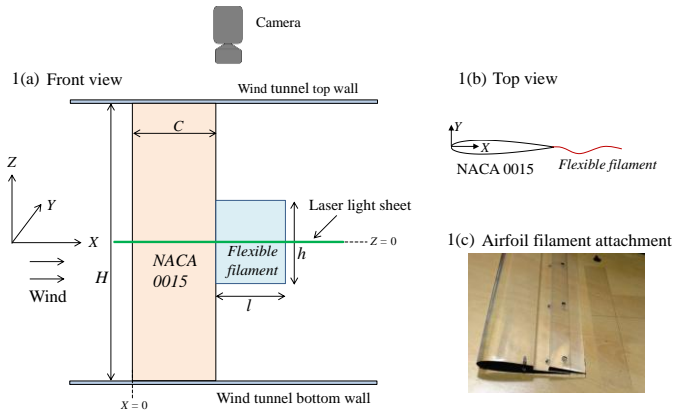 Camera
1(a) Front view
1(b) Top view
Wind tunnel top wall
C
Y
X
NACA 0015
Flexible filament
Z
Y
X
Laser light sheet
Z = 0
1(c) Airfoil filament attachment
NACA
0015
Flexible
filament
h
H
Wind
l
Wind tunnel bottom wall
X = 0